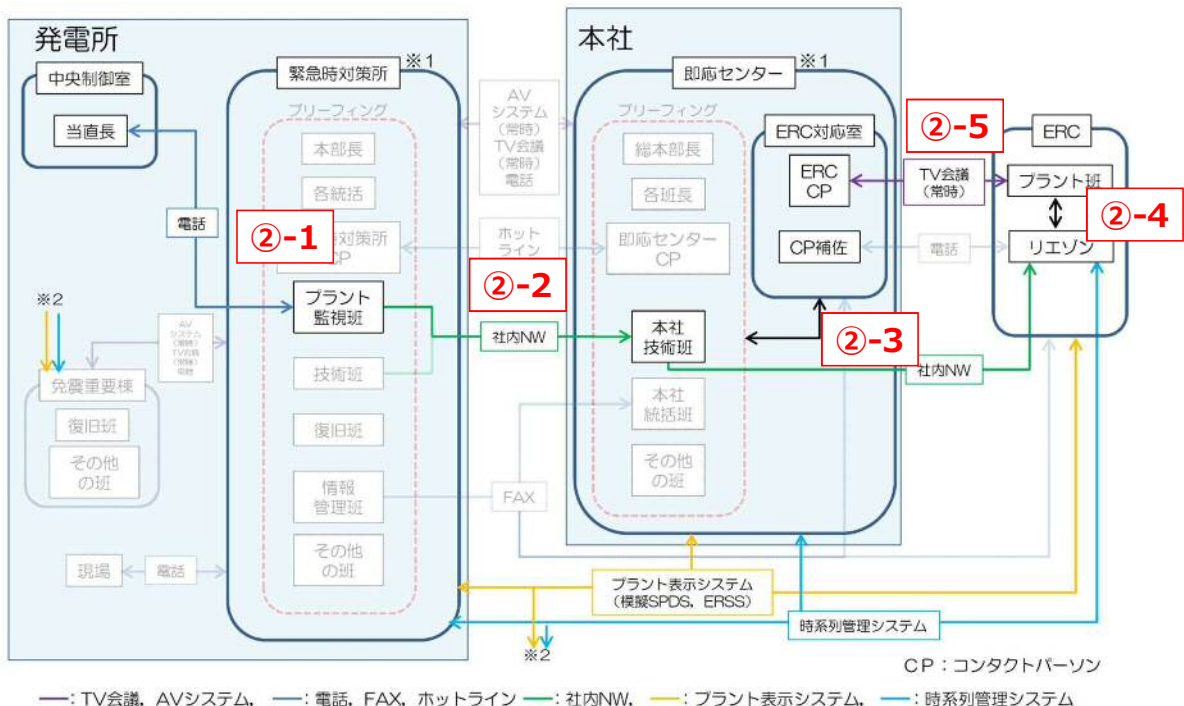 発電所
本社
中央制御室
当直長
電話
※2
AV
システム
(常時)
TV会議
(常時)
電話
免震重要棟
復旧班
その他
の班
現場
電話
緊急時対策所
※1
ブリーフィング
本部長
各統括
②-1
時対策所
CP
プラント
監視班
技術班
復旧班
情報
管理班
その他
の班
AV
システム
(常時)
TV会議
(常時)
電話
ホット
ライン
②-2
社内NW
FAX
即応センター
※1
ブリーフィング
総本部長
各班長
即応センター
CP
本社
技術班
本社
統括班
その他
の班
ERC対応室
ERC
CP
CP補佐
②-3
②-5
TV会議
(常時)
電話
社内NW
ERC
プラント班
②-4
リエゾン
プラント表示システム
(模擬SPDS, ERSS)
時系列管理システム
※2
CP：コンタクトパーソン
━━：TV会議，AVシステム， ━━：電話，FAX，ホットライン ━━：社内NW， ━━：プラント表示システム， ━━：時系列管理システム